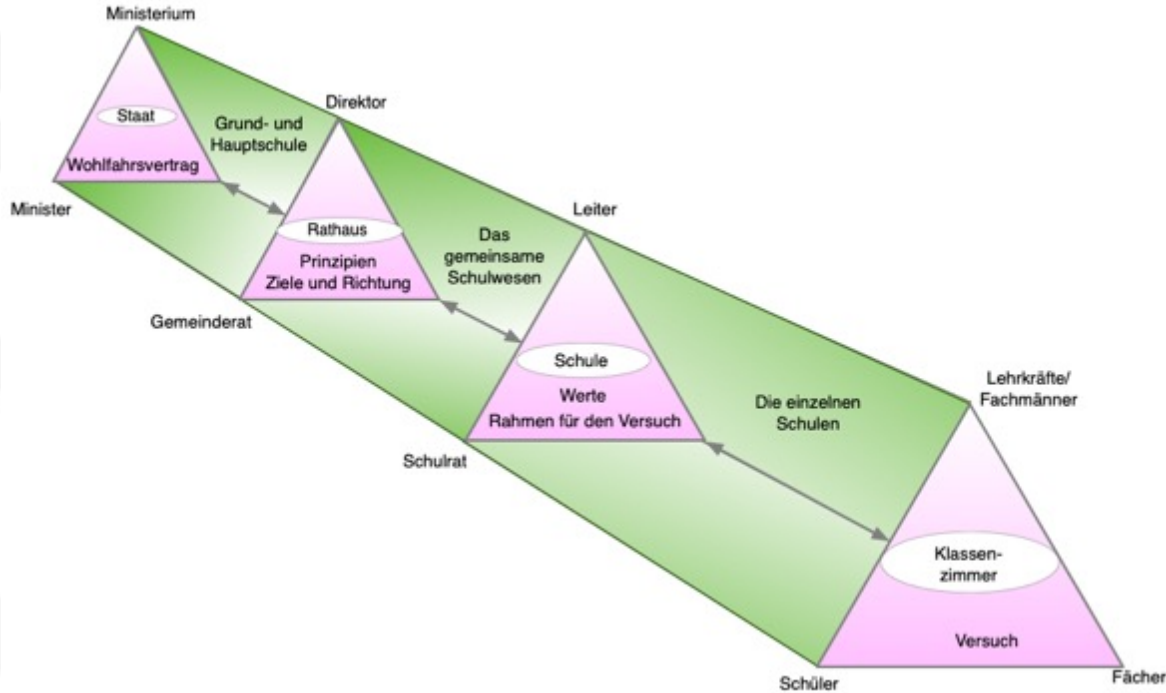 Ministerium
Staat
Wohlfahrsvertrag
Minister
Grund- und
Hauptschule
Direktor
Rathaus
Prinzipien
Ziele und Richtung
Gemeinderat
Das
gemeinsame
Schulwesen
Leiter
Schule
Werte
Rahmen für den Versuch
Schulrat
Die einzelnen
Schulen
Lehrkräfte/
Fachmänner
Klassen-
zimmer
Versuch
Schüler
Fächer